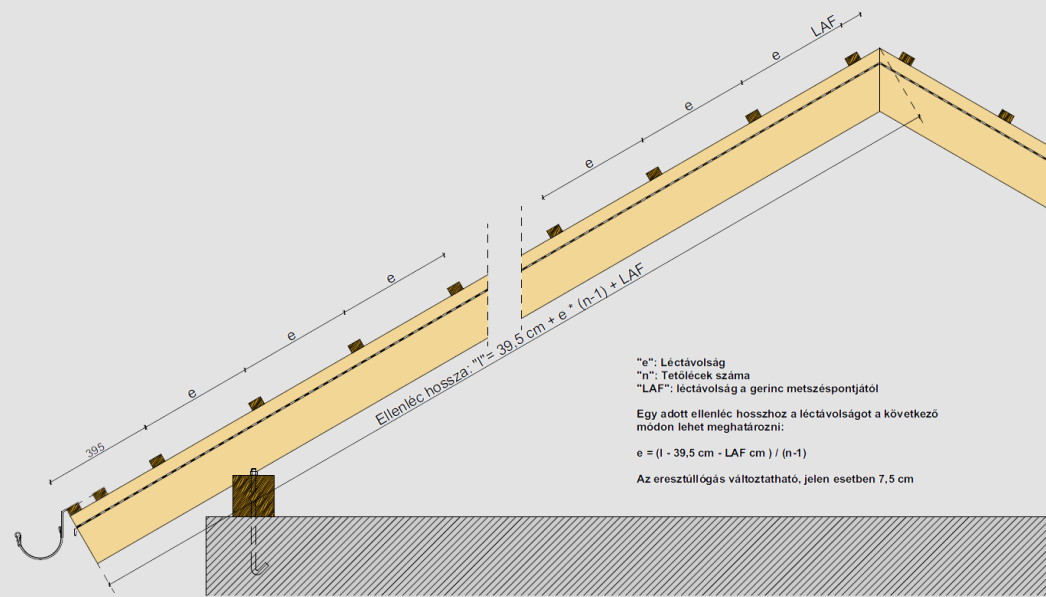 LAF
e
e
e
e
e
e
395
Ellenléc hossza: "l"= 39,5 cm + e * (n-1) + LAF
"e": Léctávolság
"n": Tetőlécek száma
"LAF": léctávolság a gerinc metszéspontjától
Egy adott ellenléc hosszhoz a léctávolságot a következő
módon lehet meghatározni:
e = (l - 39,5 cm - LAF cm ) / (n-1)
Az eresztúllógás változtatható, jelen esetben 7,5 cm